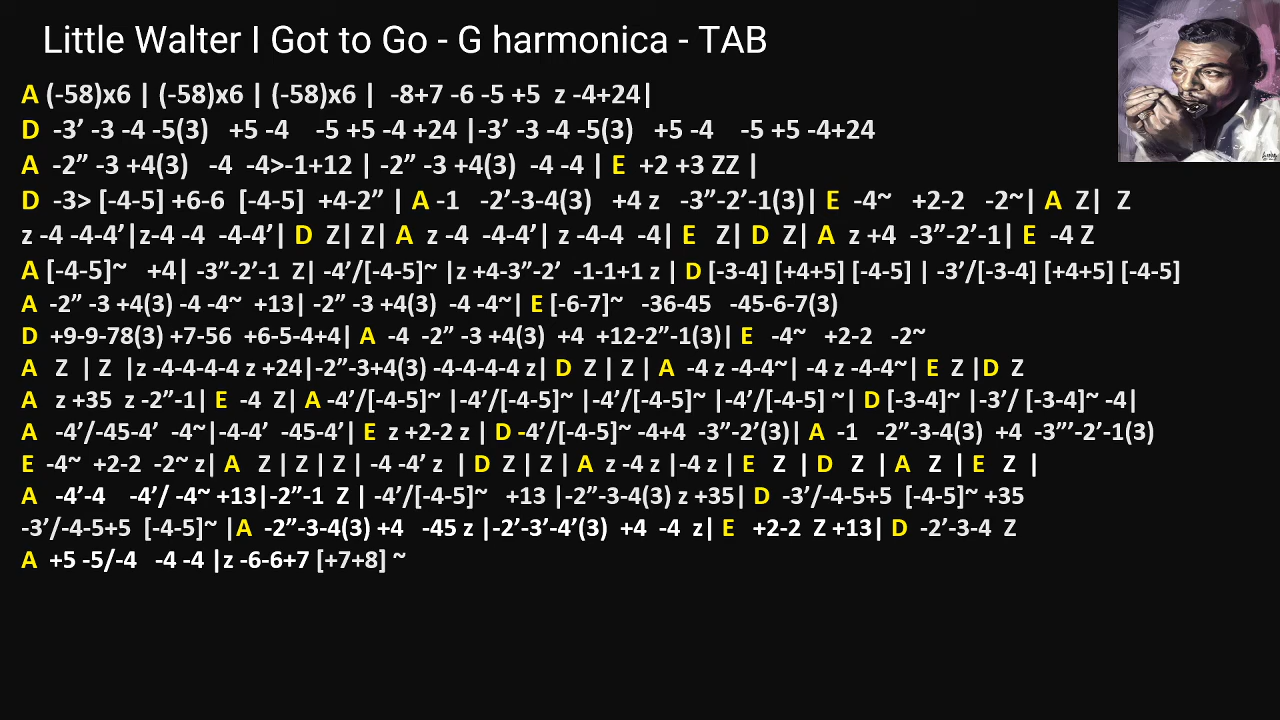 Little Walter I Got to Go - G harmonica - TAB
A (-58)x6 | (-58)x6 | (-58)x6 |  -8+7 -6 -5 +5  z -4+24|
D  -3’ -3 -4 -5(3)   +5 -4    -5 +5 -4 +24 |-3’ -3 -4 -5(3)   +5 -4    -5 +5 -4+24
A  -2” -3 +4(3)   -4  -4>-1+12 | -2” -3 +4(3)  -4 -4 | E  +2 +3 ZZ |
D  -3> [-4-5] +6-6  [-4-5]  +4-2” | A -1   -2’-3-4(3)   +4 z   -3”-2’-1(3)| E  -4~   +2-2   -2~| A  Z|  Z
z -4 -4-4’|z-4 -4  -4-4’| D  Z| Z| A  z -4  -4-4’| z -4-4  -4| E   Z| D  Z| A  z +4  -3”-2’-1| E  -4 Z
A [-4-5]~   +4| -3”-2’-1  Z| -4’/[-4-5]~ |z +4-3”-2’  -1-1+1 z | D [-3-4] [+4+5] [-4-5] | -3’/[-3-4] [+4+5] [-4-5]
A  -2” -3 +4(3) -4 -4~  +13| -2” -3 +4(3)  -4 -4~| E [-6-7]~   -36-45   -45-6-7(3)
D  +9-9-78(3) +7-56  +6-5-4+4| A  -4  -2” -3 +4(3)  +4  +12-2”-1(3)| E   -4~   +2-2   -2~
A   Z  | Z  |z -4-4-4-4 z +24|-2”-3+4(3) -4-4-4-4 z| D  Z | Z | A  -4 z -4-4~| -4 z -4-4~| E  Z |D  Z
A   z +35  z -2”-1| E  -4  Z| A -4’/[-4-5]~ |-4’/[-4-5]~ |-4’/[-4-5]~ |-4’/[-4-5] ~| D [-3-4]~ |-3’/ [-3-4]~ -4|
A   -4’/-45-4’  -4~|-4-4’  -45-4’| E  z +2-2 z | D -4’/[-4-5]~ -4+4  -3”-2’(3)| A  -1   -2”-3-4(3)  +4  -3”’-2’-1(3)
E  -4~  +2-2  -2~ z| A   Z | Z | Z | -4 -4’ z  | D  Z | Z | A  z -4 z |-4 z | E   Z  | D   Z   | A   Z  | E   Z  |
A   -4’-4    -4’/ -4~ +13|-2”-1  Z | -4’/[-4-5]~   +13 |-2”-3-4(3) z +35| D  -3’/-4-5+5  [-4-5]~ +35
-3’/-4-5+5  [-4-5]~ |A  -2”-3-4(3) +4   -45 z |-2’-3’-4’(3)  +4  -4  z| E   +2-2  Z +13| D  -2’-3-4  Z
A  +5 -5/-4   -4 -4 |z -6-6+7 [+7+8] ~